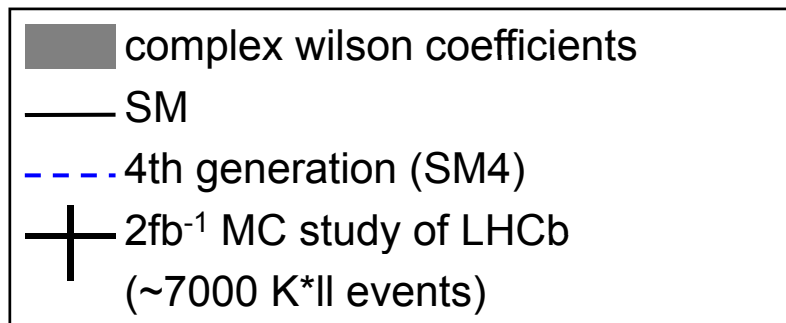 complex wilson coefficients
SM
4th generation (SM4)
2fb⁻¹ MC study of LHCb
(~7000 K*ll events)